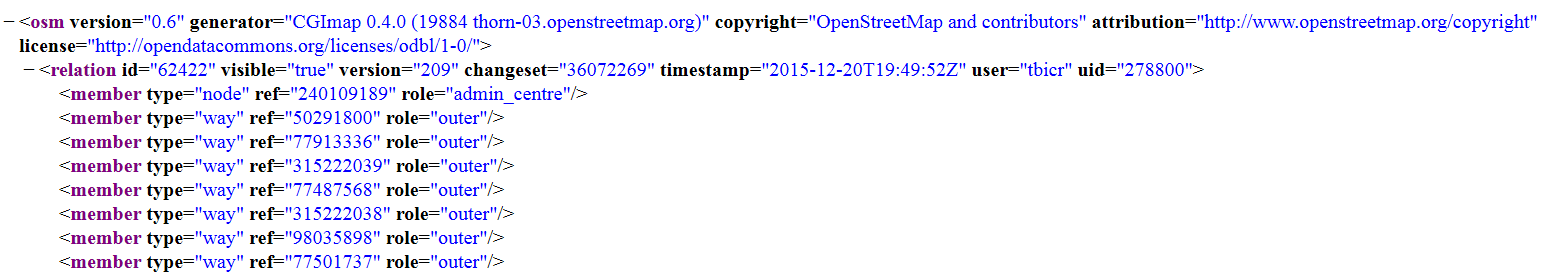 −<osm version="0.6" generator="CGImap 0.4.0 (19884 thorn-03.openstreetmap.org)" copyright="OpenStreetMap and contributors" attribution="http://www.openstreetmap.org/copyright"
license="http://opendatacommons.org/licenses/odbl/1-0/">
−<relation id="62422" visible="true" version="209" changeset="36072269" timestamp="2015-12-20T19:49:52Z" user="tbicr" uid="278800">
<member type="node" ref="240109189" role="admin_centre"/>
<member type="way" ref="50291800" role="outer"/>
<member type="way" ref="77913336" role="outer"/>
<member type="way" ref="315222039" role="outer"/>
<member type="way" ref="77487568" role="outer"/>
<member type="way" ref="315222038" role="outer"/>
<member type="way" ref="98035898" role="outer"/>
<member type="way" ref="77501737" role="outer"/>